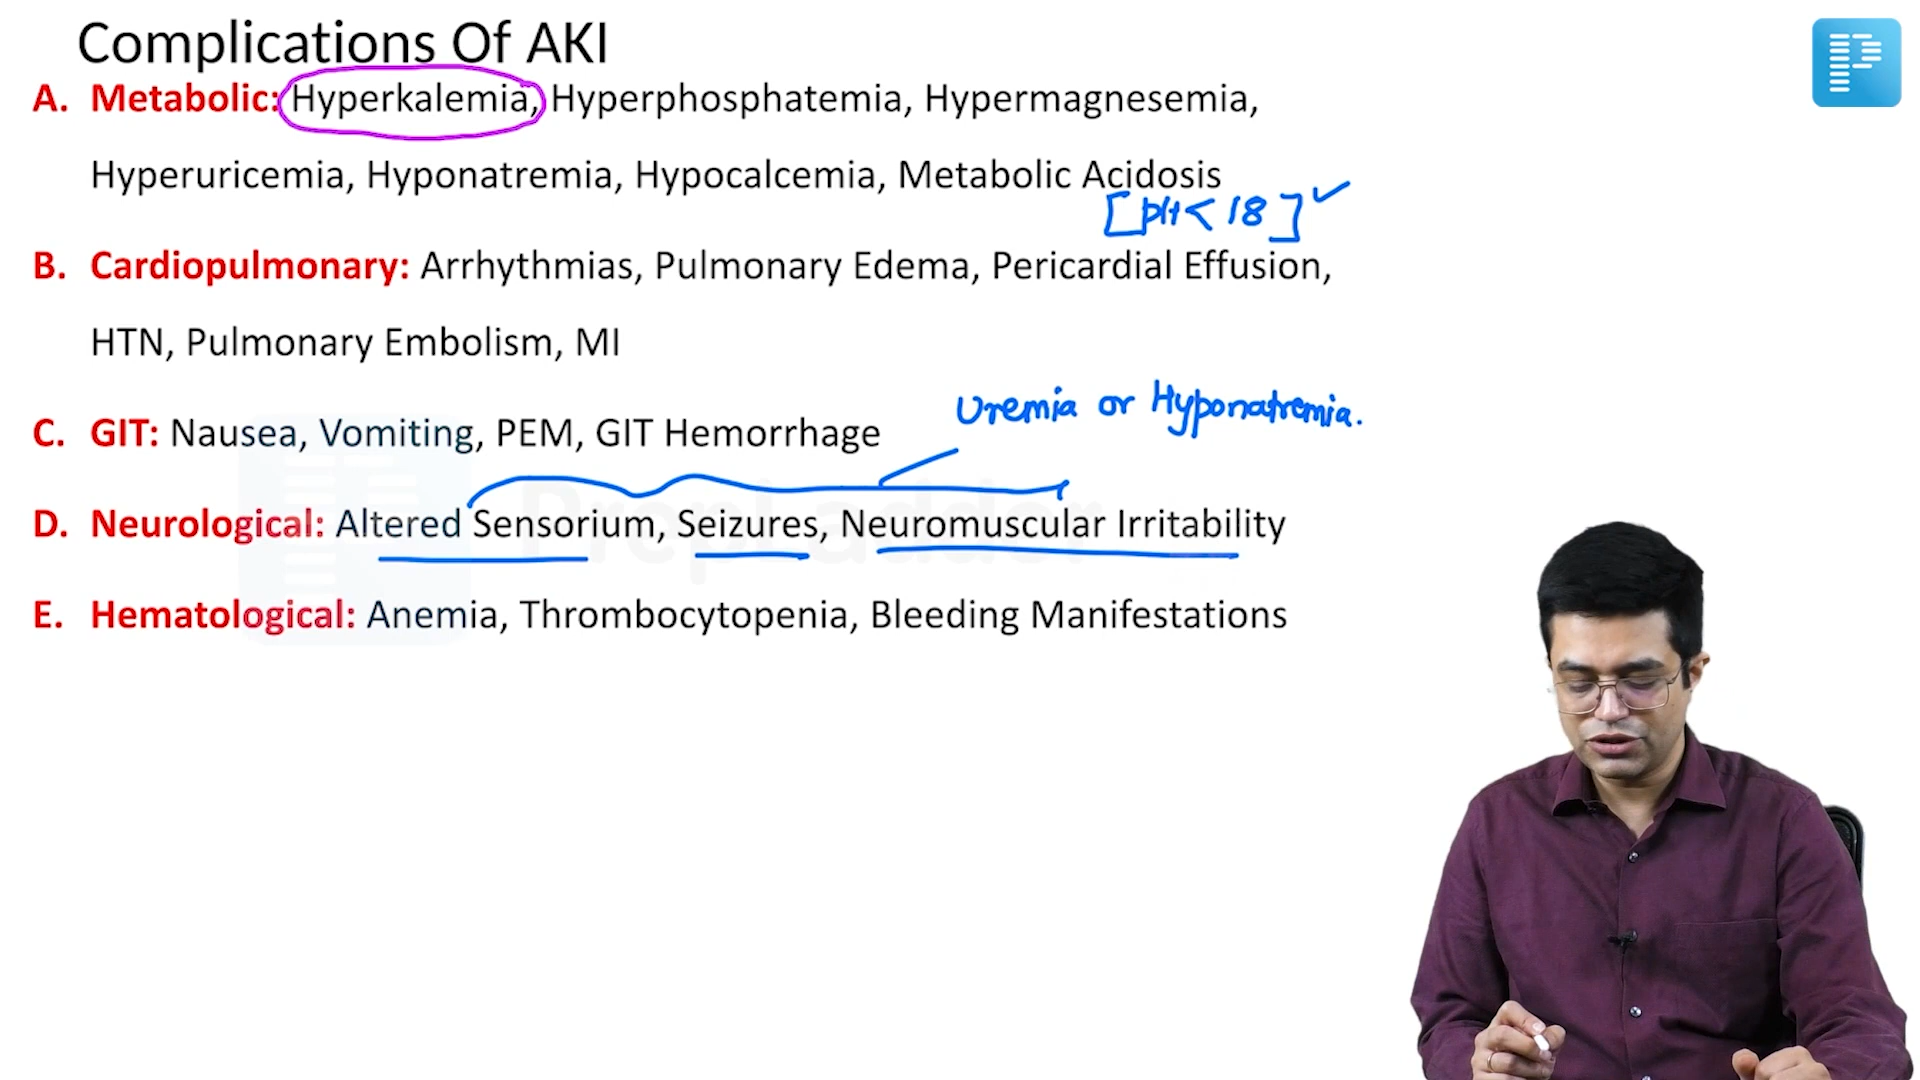 Complications Of AKI
A. Metabolic: Hyperkalemia, Hyperphosphatemia, Hypermagnesemia,
Hyperuricemia, Hyponatremia, Hypocalcemia, Metabolic Acidosis
[PH < 18] ✓
B. Cardiopulmonary: Arrhythmias, Pulmonary Edema, Pericardial Effusion,
HTN, Pulmonary Embolism, MI
Uremia or Hyponatremia.
C. GIT: Nausea, Vomiting, PEM, GIT Hemorrhage
D. Neurological: Altered Sensorium, Seizures, Neuromuscular Irritability
PrepLadder
E. Hematological: Anemia, Thrombocytopenia, Bleeding Manifestations